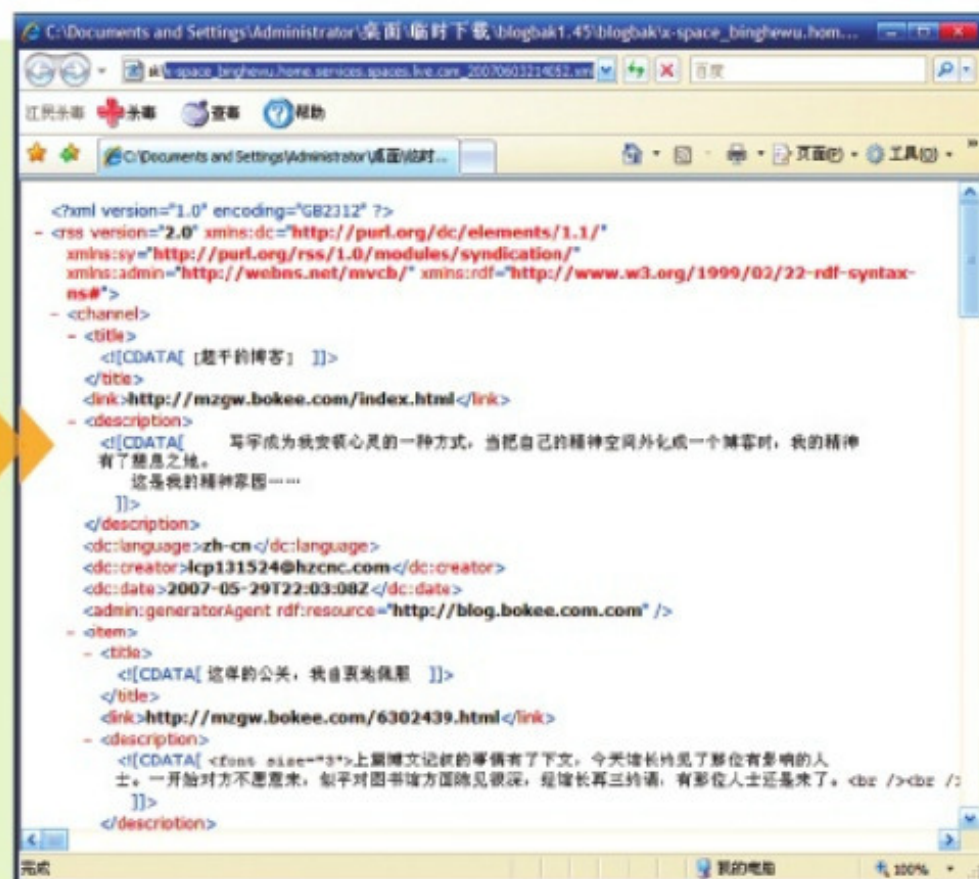 C:\Documents and Settings\Administrator\桌面\临时下载\blogbak1.45\blogbak\x-space_binghewu.hom...
x-space_binghewu.home.services.spaces.live.com_20070603214052.xml
百度
江民杀毒 杀毒 查毒 帮助
C:\Documents and Settings\Administrator\桌面\临时...
页面(P) 工具(O)
<?xml version="1.0" encoding="GB2312" ?>
- <rss version="2.0" xmlns:dc="http://purl.org/dc/elements/1.1/"
xmlns:sy="http://purl.org/rss/1.0/modules/syndication/"
xmlns:admin="http://webns.net/mvcb/" xmlns:rdf="http://www.w3.org/1999/02/22-rdf-syntax-
ns#">
- <channel>
- <title>
<![CDATA[ [超平的博客] ]]>
</title>
<link>http://mzgw.bokee.com/index.html</link>
- <description>
<![CDATA[ 写字成为我安顿心灵的一种方式，当把自己的精神空间外化成一个博客时，我的精神
有了憩息之地。
这是我的精神家园……
]]>
</description>
<dc:language>zh-cn</dc:language>
<dc:creator>lcp131524@hzcnc.com</dc:creator>
<dc:date>2007-05-29T22:03:08Z</dc:date>
<admin:generatorAgent rdf:resource="http://blog.bokee.com.com" />
- <item>
- <title>
<![CDATA[ 这样的公关，我由衷地佩服 ]]>
</title>
<link>http://mzgw.bokee.com/6302439.html</link>
- <description>
<![CDATA[ <font size="3">上篇博文记叙的事情有了下文，今天馆长约见了那位有影响的人
士。一开始对方不愿意来，似乎对图书馆方面陈见很深，经馆长再三约请，有那位人士还是来了。<br /><br />
]]>
</description>
完成
我的电脑
100%